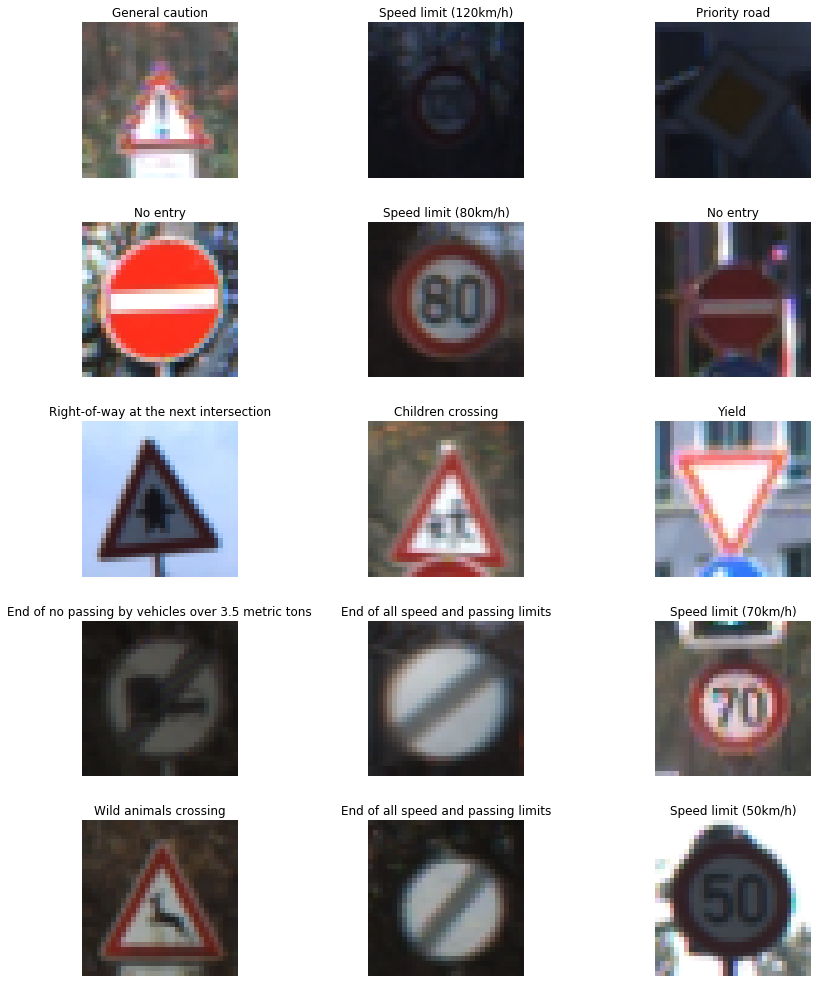 General caution
Speed limit (120km/h)
Priority road
No entry
Speed limit (80km/h)
No entry
80
Right-of-way at the next intersection
Children crossing
Yield
End of no passing by vehicles over 3.5 metric tons
End of all speed and passing limits
Speed limit (70km/h)
70
Wild animals crossing
End of all speed and passing limits
Speed limit (50km/h)
50